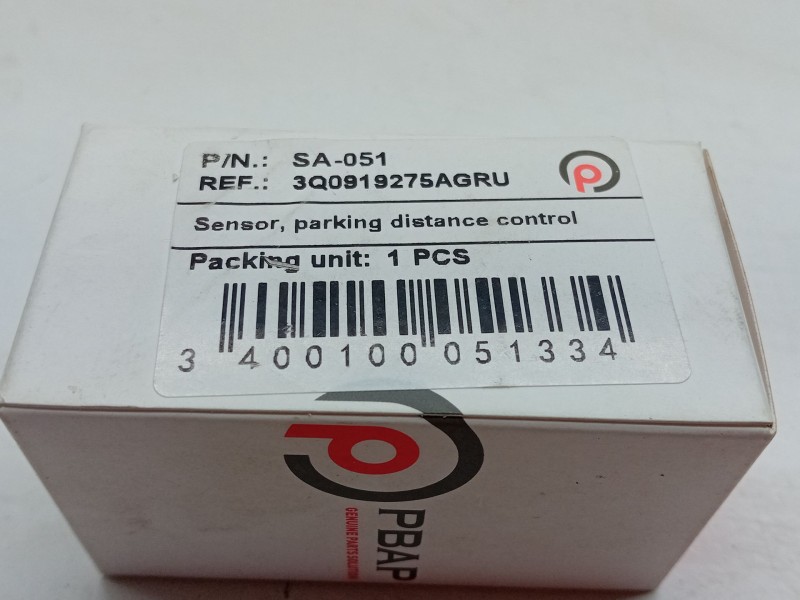 P/N.: SA-051
REF.: 3Q0919275AGRU
Sensor, parking distance control
Packing unit: 1 PCS
3 400100 051334
PBAP
GENUINE PARTS SOLUTION